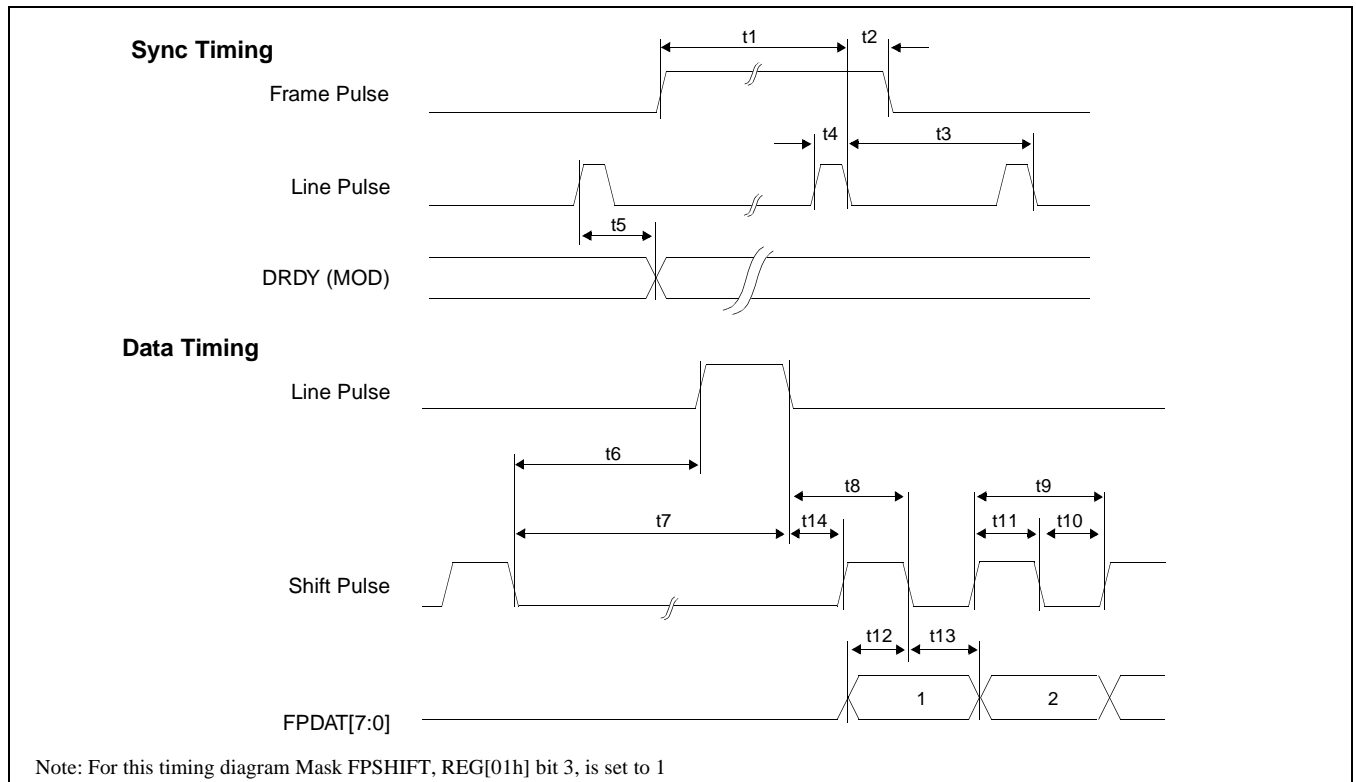 Sync Timing
t1 t2
Frame Pulse
t4 t3
Line Pulse
t5
DRDY (MOD)
Data Timing
Line Pulse
t6
t8 t9
t7 t14 t11 t10
Shift Pulse
t12 t13
1 2
FPDAT[7:0]
Note: For this timing diagram Mask FPSHIFT, REG[01h] bit 3, is set to 1